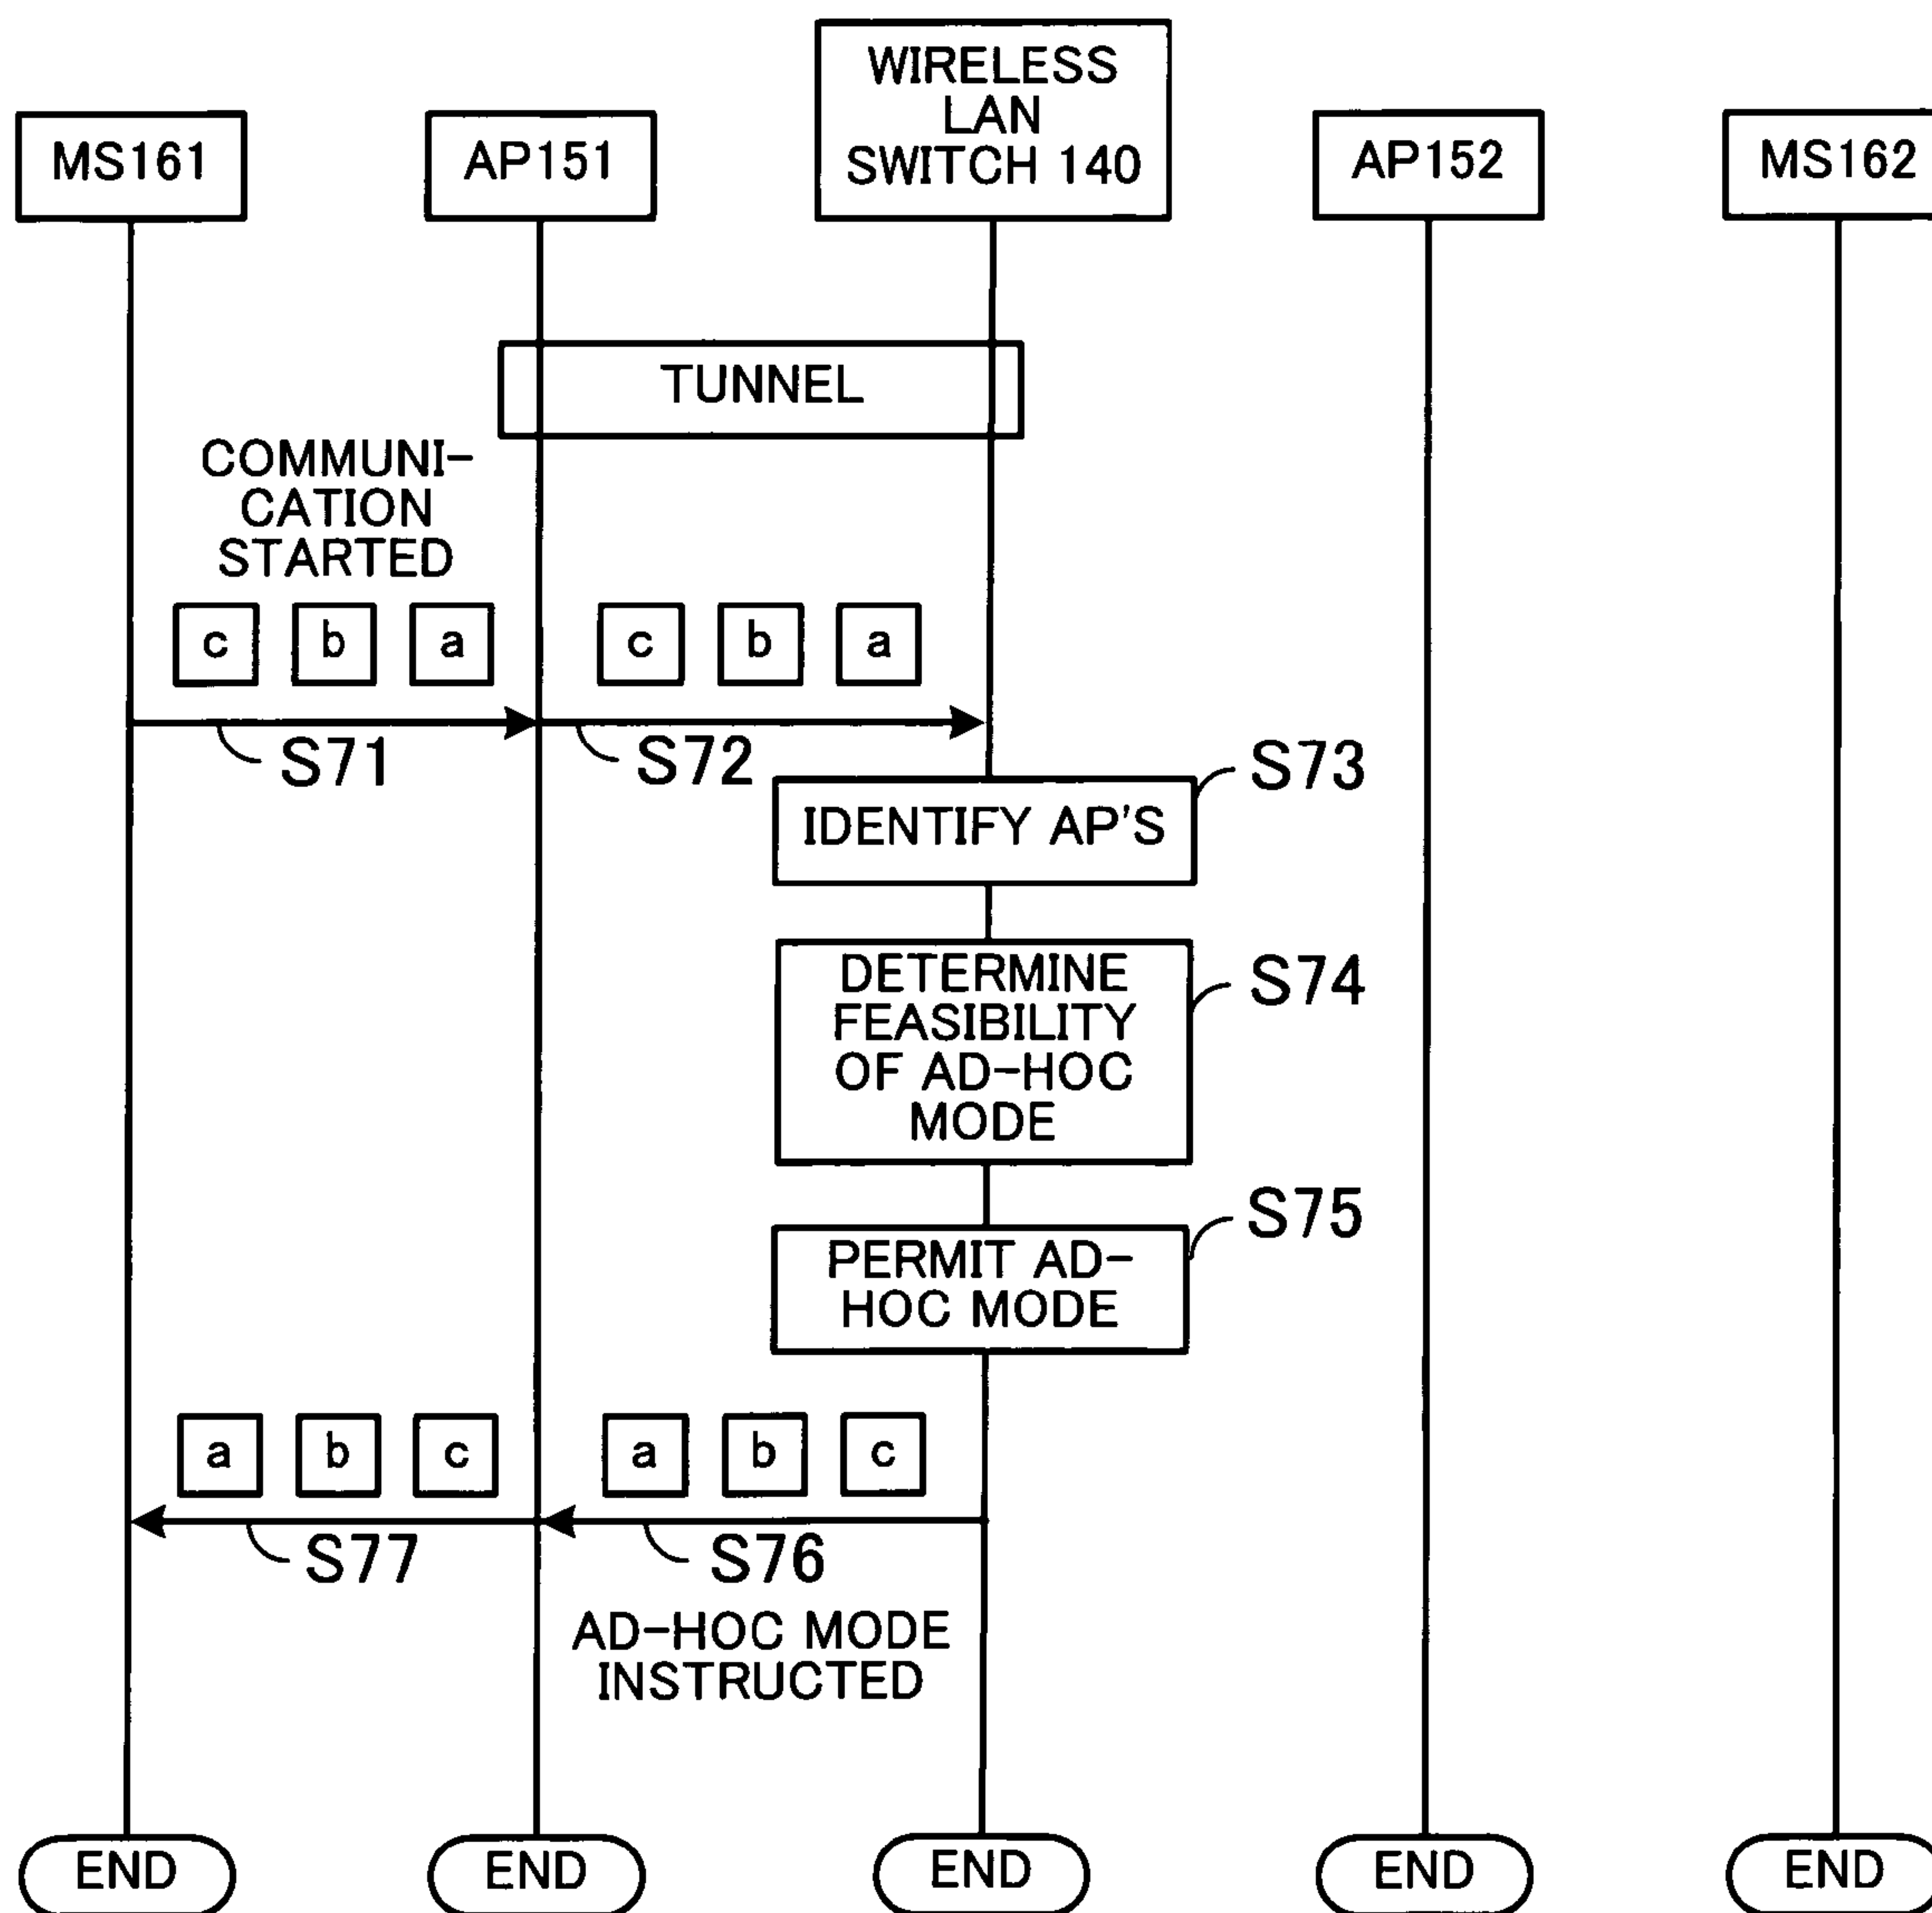 WIRELESS
LAN
SWITCH 140
MS161
AP151
AP152
MS162
TUNNEL
COMMUNI-
CATION
STARTED
c b a c b a
S71
S72
S73
IDENTIFY AP'S
DETERMINE
FEASIBILITY
OF AD-HOC
MODE
S74
S75
PERMIT AD-
HOC MODE
a b c a b c
S77
S76
AD-HOC MODE
INSTRUCTED
END
END
END
END
END